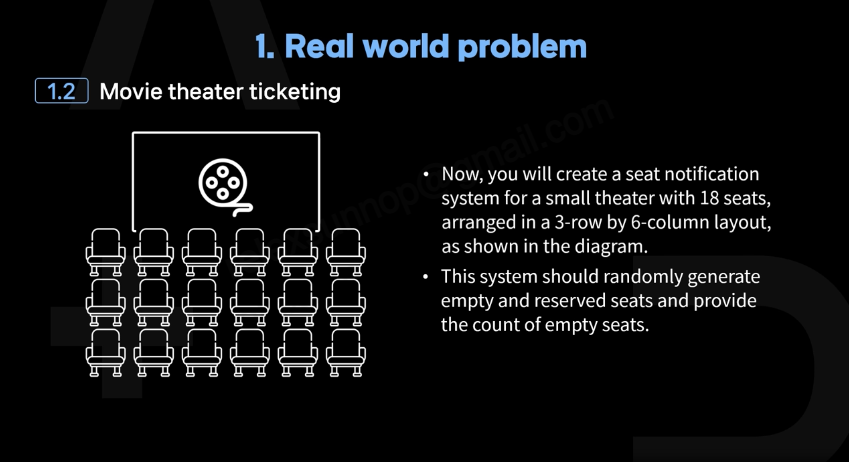 1. Real world problem
1.2 Movie theater ticketing
• Now, you will create a seat notification
system for a small theater with 18 seats,
arranged in a 3-row by 6-column layout,
as shown in the diagram.
• This system should randomly generate
empty and reserved seats and provide
the count of empty seats.